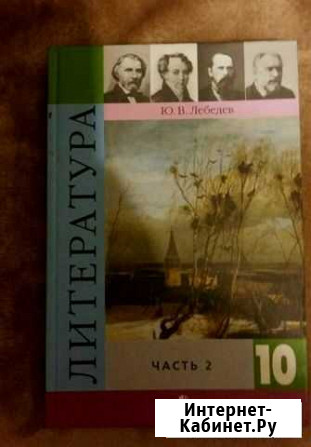 Ю. В. Лебедев
ЛИТЕРАТУРА
ЧАСТЬ 2
10
Интернет-
Кабинет.Ру